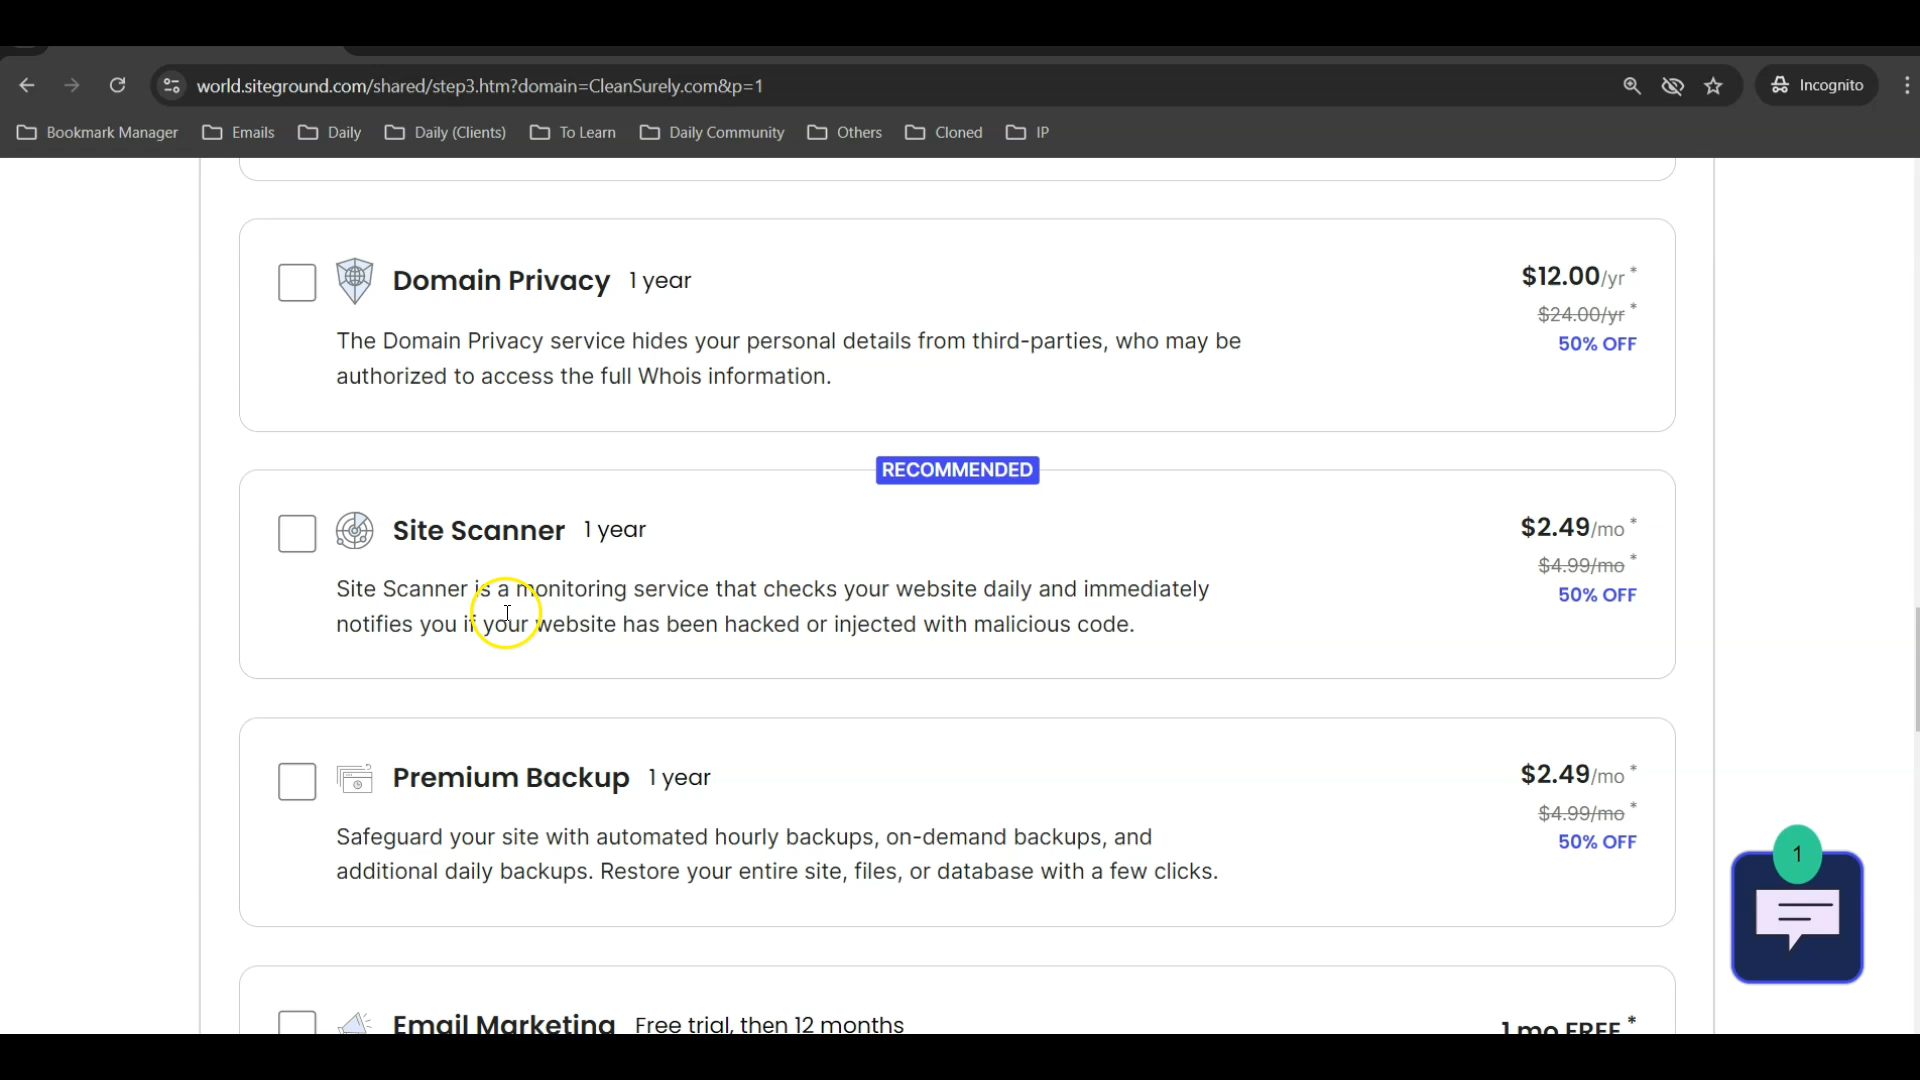 world.siteground.com/shared/step3.htm?domain=CleanSurely.com&p=1
Incognito
Bookmark Manager
Emails
Daily
Daily (Clients)
To Learn
Daily Community
Others
Cloned
IP
Domain Privacy 1 year
$12.00/yr *
$24.00/yr *
50% OFF
The Domain Privacy service hides your personal details from third-parties, who may be
authorized to access the full Whois information.
RECOMMENDED
Site Scanner 1 year
$2.49/mo *
$4.99/mo *
50% OFF
Site Scanner is a monitoring service that checks your website daily and immediately
notifies you if your website has been hacked or injected with malicious code.
Premium Backup 1 year
$2.49/mo *
$4.99/mo *
50% OFF
Safeguard your site with automated hourly backups, on-demand backups, and
additional daily backups. Restore your entire site, files, or database with a few clicks.
1
Email Marketing Free trial, then 12 months
1 mo FREE *